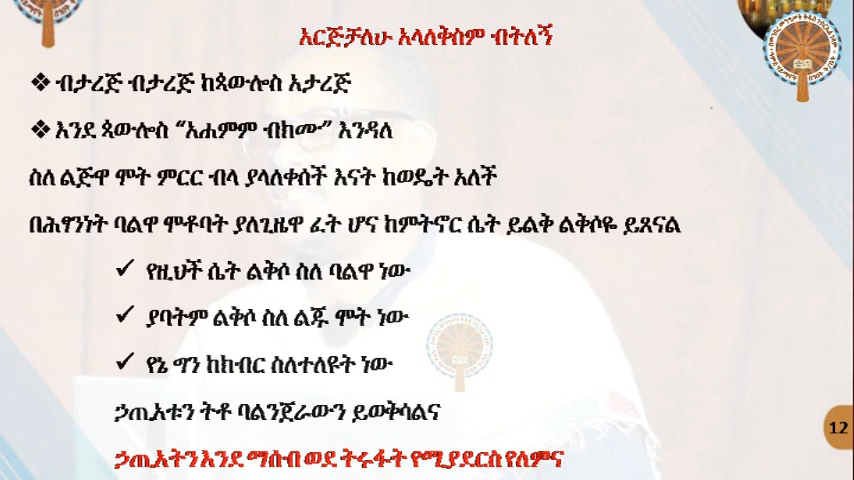 አርጅቻለሁ አላለቅስም ብትለኝ
❖ ብታረጅ ብታረጅ ከጳውሎስ አታረጅ
❖ እንደ ጳውሎስ “አሐምም ብክሙ” እንዳለ
ስለ ልጅዋ ሞት ምርር ብላ ያላለቀሰች እናት ከወዴት አለች
በሕፃንነት ባልዋ ሞቶባት ያለጊዜዋ ፈት ሆና ከምትኖር ሴት ይልቅ ልቅሶዬ ይጸናል
✓ የዚህች ሴት ልቅሶ ስለ ባልዋ ነው
✓ ያባትም ልቅሶ ስለ ልጁ ሞት ነው
✓ የኔ ግን ከክብር ስለተለዩት ነው
ኃጢአቱን ትቶ ባልንጀራውን ይወቅሳልና
12
ኃጢአትን እንደ ማሰብ ወደ ትሩፋት የሚያደርስ የለምና